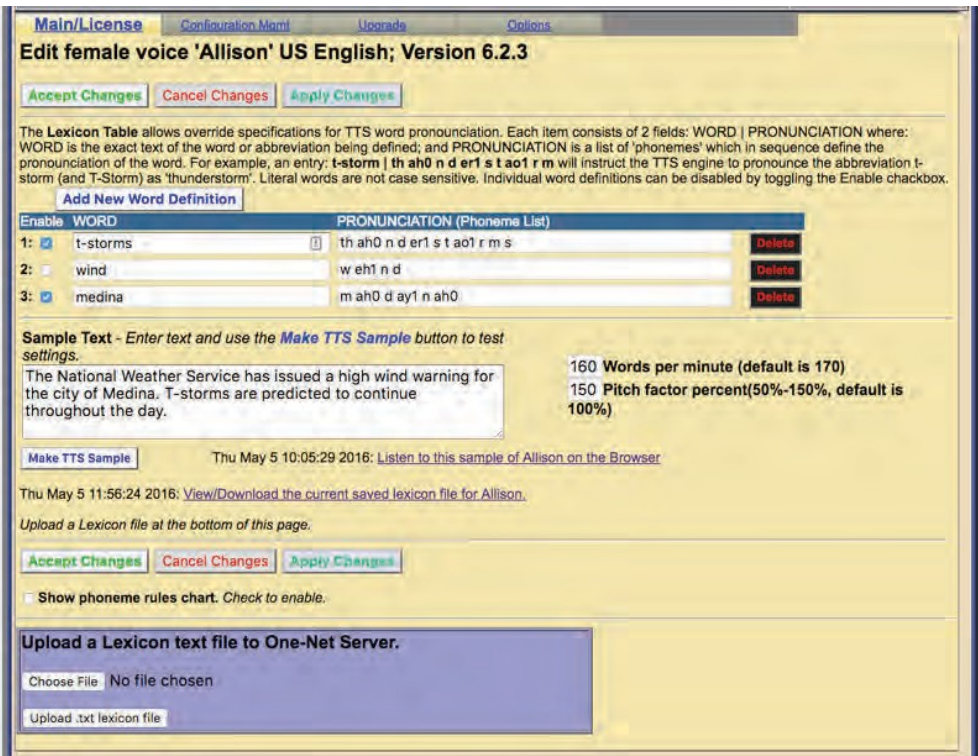 Main/License Configuration Mgmt Upgrade Options
Edit female voice 'Allison' US English; Version 6.2.3
Accept Changes Cancel Changes Apply Changes
The Lexicon Table allows override specifications for TTS word pronounciation. Each item consists of 2 fields: WORD | PRONUNCIATION where:
WORD is the exact text of the word or abbreviation being defined; and PRONUNCIATION is a list of 'phonemes' which in sequence define the
pronounciation of the word. For example, an entry: t-storm | th ah0 n d er1 s t ao1 r m will instruct the TTS engine to pronounce the abbreviation t-
storm (and T-Storm) as 'thunderstorm'. Literal words are not case sensitive. Individual word definitions can be disabled by toggling the Enable chackbox.
Add New Word Definition
Enable WORD PRONUNCIATION (Phoneme List)
1: t-storms th ah0 n d er1 s t ao1 r m s Delete
2: wind w eh1 n d Delete
3: medina m ah0 d ay1 n ah0 Delete
Sample Text - Enter text and use the Make TTS Sample button to test
settings.
The National Weather Service has issued a high wind warning for
the city of Medina. T-storms are predicted to continue
throughout the day.
160 Words per minute (default is 170)
150 Pitch factor percent(50%-150%, default is
100%)
Make TTS Sample Thu May 5 10:05:29 2016: Listen to this sample of Allison on the Browser
Thu May 5 11:56:24 2016: View/Download the current saved lexicon file for Allison.
Upload a Lexicon file at the bottom of this page.
Accept Changes Cancel Changes Apply Changes
Show phoneme rules chart. Check to enable.
Upload a Lexicon text file to One-Net Server.
Choose File No file chosen
Upload .txt lexicon file